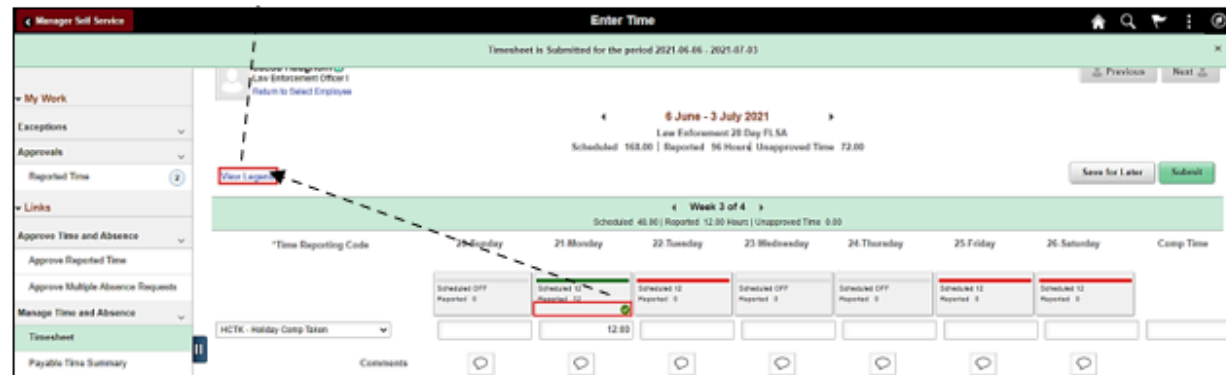 Manager Self Service
Enter Time
Timesheet is Submitted for the period 2021-06-06 - 2021-07-03
Law Enforcement Officer I
Return to Select Employee
Previous
Next
My Work
Exceptions
Approvals
Reported Time 2
Links
Approve Time and Absence
Approve Reported Time
Approve Multiple Absence Requests
Manage Time and Absence
Timesheet
Payable Time Summary
6 June - 3 July 2021
Law Enforcement 28 Day FLSA
Scheduled 168.00 | Reported 96 Hours| Unapproved Time 72.00
View Legend
Save for Later
Submit
Week 3 of 4
Scheduled 48.00 | Reported 12.00 Hours | Unapproved Time 0.00
*Time Reporting Code
20-Sunday
21-Monday
22-Tuesday
23-Wednesday
24-Thursday
25-Friday
26-Saturday
Comp Time
Scheduled OFF
Reported 0
Scheduled 12
Reported 12
Scheduled 12
Reported 0
Scheduled OFF
Reported 0
Scheduled OFF
Reported 0
Scheduled 12
Reported 0
Scheduled 12
Reported 0
HCTK - Holiday Comp Taken
12.00
Comments